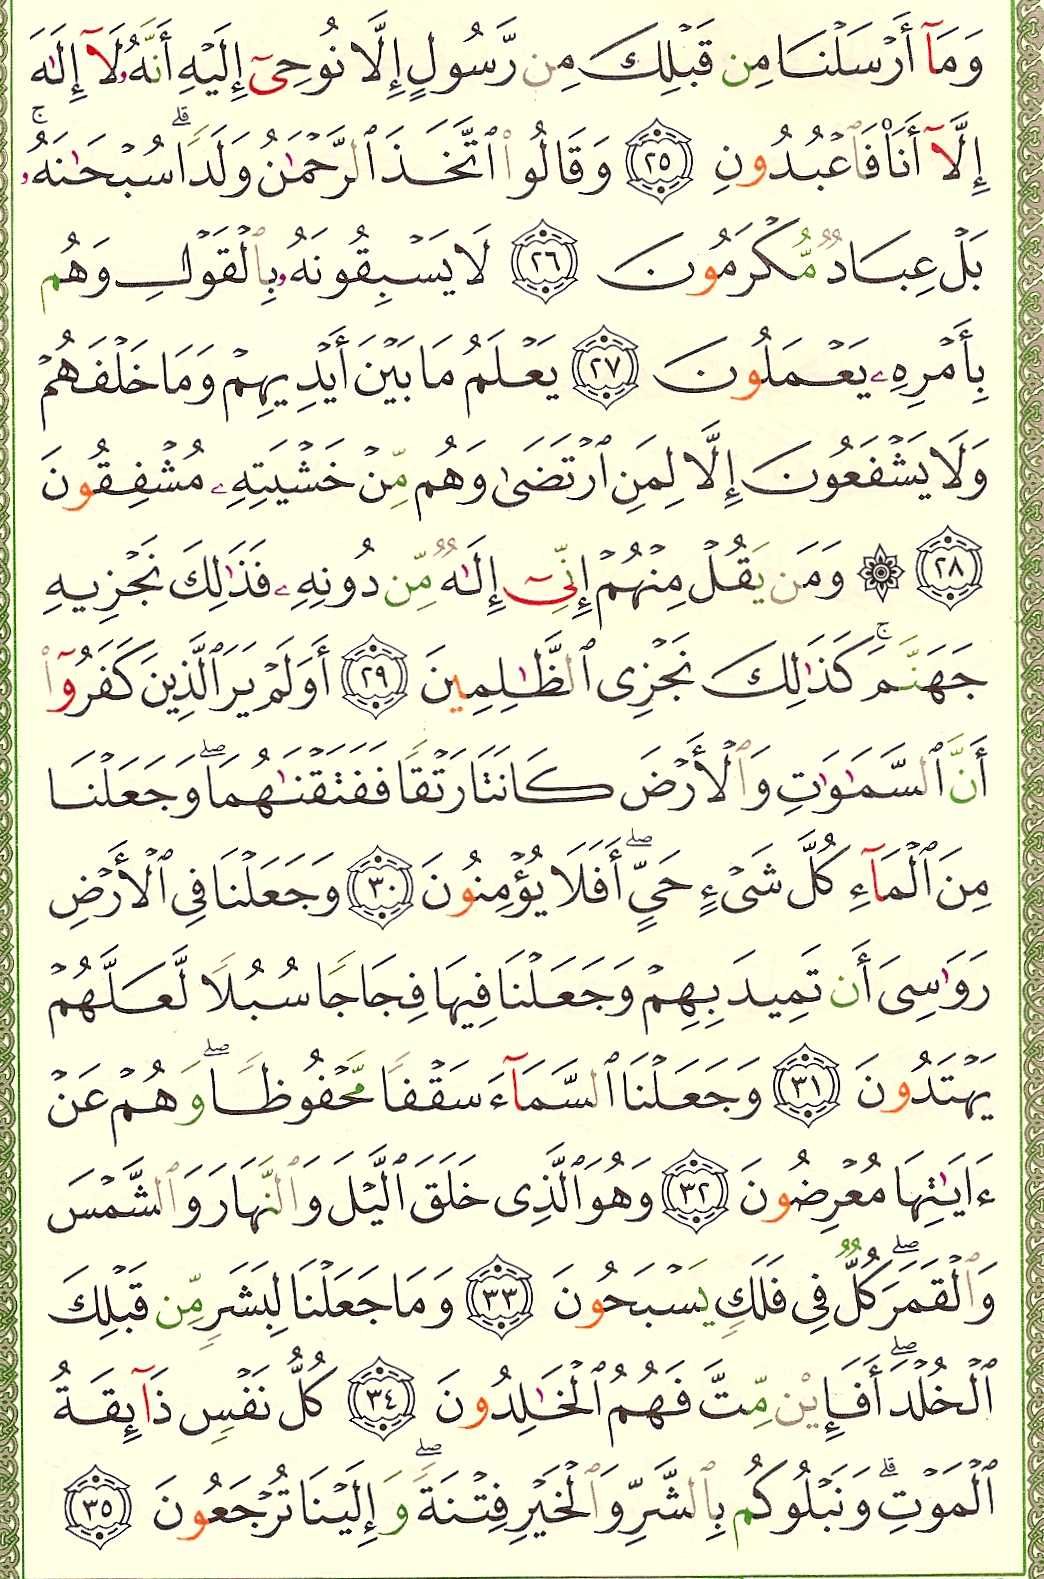 وَمَآ أَرْسَلْنَا مِن قَبْلِكَ مِن رَّسُولٍ إِلَّا نُوحِىٓ إِلَيْهِ أَنَّهُۥ لَآ إِلَٰهَ
إِلَّآ أَنَا۠ فَٱعْبُدُونِ ٢٥ وَقَالُوا۟ ٱتَّخَذَ ٱلرَّحْمَٰنُ وَلَدًا ۗ سُبْحَٰنَهُۥ ۚ
بَلْ عِبَادٌ مُّكْرَمُونَ ٢٦ لَا يَسْبِقُونَهُۥ بِٱلْقَوْلِ وَهُم
بِأَمْرِهِۦ يَعْمَلُونَ ٢٧ يَعْلَمُ مَا بَيْنَ أَيْدِيهِمْ وَمَا خَلْفَهُمْ
وَلَا يَشْفَعُونَ إِلَّا لِمَنِ ٱرْتَضَىٰ وَهُم مِّنْ خَشْيَتِهِۦ مُشْفِقُونَ
٢٨ ۞ وَمَن يَقُلْ مِنْهُمْ إِنِّىٓ إِلَٰهٌ مِّن دُونِهِۦ فَذَٰلِكَ نَجْزِيهِ
جَهَنَّمَ ۚ كَذَٰلِكَ نَجْزِى ٱلظَّٰلِمِينَ ٢٩ أَوَلَمْ يَرَ ٱلَّذِينَ كَفَرُوٓا۟
أَنَّ ٱلسَّمَٰوَٰتِ وَٱلْأَرْضَ كَانَتَا رَتْقًا فَفَتَقْنَٰهُمَا ۖ وَجَعَلْنَا
مِنَ ٱلْمَآءِ كُلَّ شَىْءٍ حَىٍّ ۖ أَفَلَا يُؤْمِنُونَ ٣٠ وَجَعَلْنَا فِى ٱلْأَرْضِ
رَوَٰسِىَ أَن تَمِيدَ بِهِمْ وَجَعَلْنَا فِيهَا فِجَاجًا سُبُلًا لَّعَلَّهُمْ
يَهْتَدُونَ ٣١ وَجَعَلْنَا ٱلسَّمَآءَ سَقْفًا مَّحْفُوظًا ۖ وَهُمْ عَنْ
ءَايَٰتِهَا مُعْرِضُونَ ٣٢ وَهُوَ ٱلَّذِى خَلَقَ ٱلَّيْلَ وَٱلنَّهَارَ وَٱلشَّمْسَ
وَٱلْقَمَرَ ۖ كُلٌّ فِى فَلَكٍ يَسْبَحُونَ ٣٣ وَمَا جَعَلْنَا لِبَشَرٍ مِّن قَبْلِكَ
ٱلْخُلْدَ ۖ أَفَإِي۟ن مِّتَّ فَهُمُ ٱلْخَٰلِدُونَ ٣٤ كُلُّ نَفْسٍ ذَآئِقَةُ
ٱلْمَوْتِ ۗ وَنَبْلُوكُم بِٱلشَّرِّ وَٱلْخَيْرِ فِتْنَةً ۖ وَإِلَيْنَا تُرْجَعُونَ ٣٥